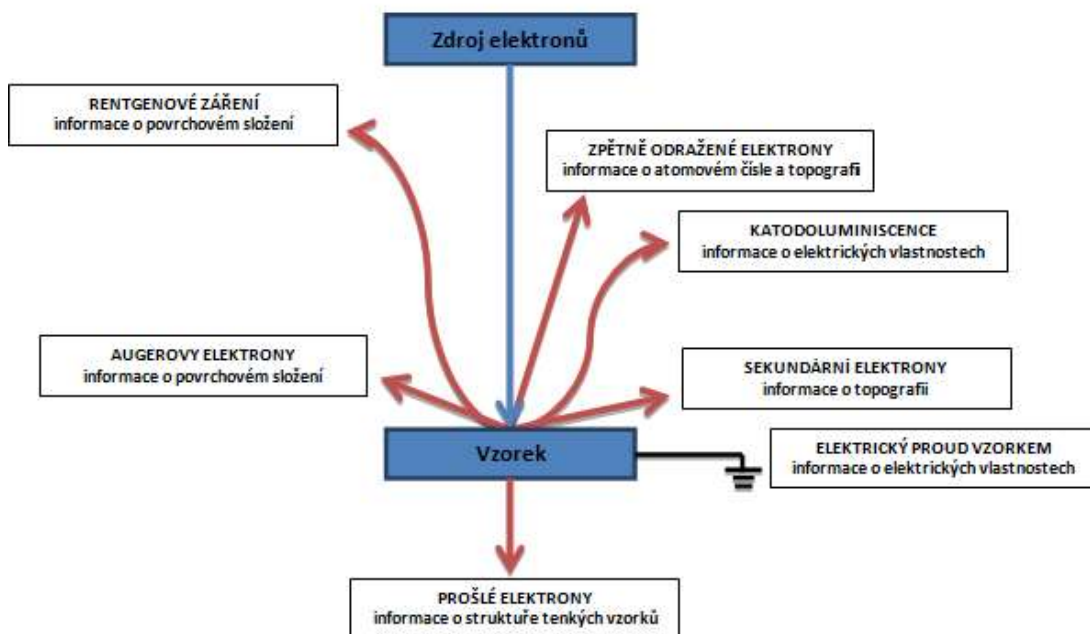 Zdroj elektronů
RENTGENOVÉ ZÁŘENÍ
informace o povrchovém složení
ZPĚTNĚ ODRAŽENÉ ELEKTRONY
informace o atomovém čísle a topografii
KATODOLUMINISCENCE
informace o elektrických vlastnostech
AUGEROVY ELEKTRONY
informace o povrchovém složení
SEKUNDÁRNÍ ELEKTRONY
informace o topografii
Vzorek
ELEKTRICKÝ PROUD VZORKEM
informace o elektrických vlastnostech
PROŠLÉ ELEKTRONY
informace o struktuře tenkých vzorků